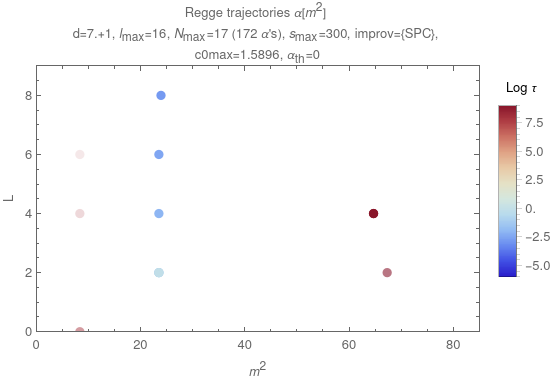 Regge trajectories α[m²]
d=7.+1, lmax=16, Nmax=17 (172 α's), smax=300, improv={SPC},
c0max=1.5896, αth=0
Log τ
8
6
4
2
0
L
7.5
5.0
2.5
0.
−2.5
−5.0
0 20 40 60 80
m²